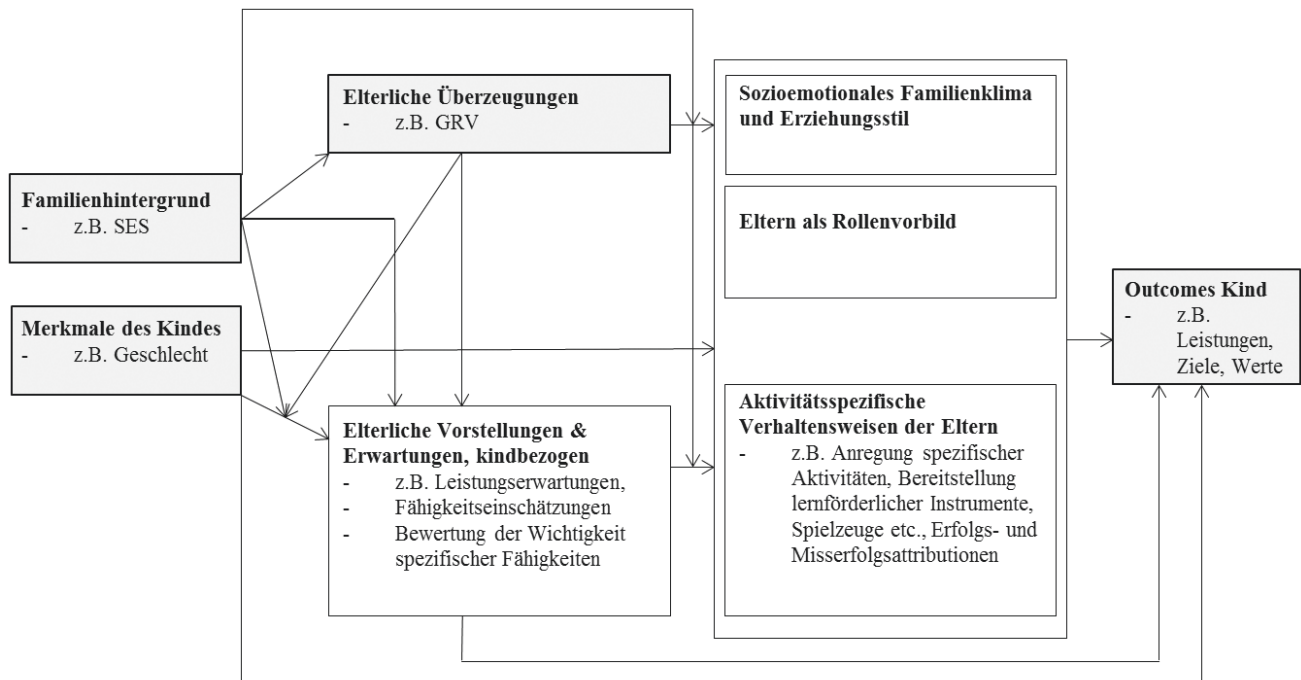 Elterliche Überzeugungen
- z.B. GRV
Familienhintergrund
- z.B. SES
Merkmale des Kindes
- z.B. Geschlecht
Elterliche Vorstellungen &
Erwartungen, kindbezogen
- z.B. Leistungserwartungen,
- Fähigkeitseinschätzungen
- Bewertung der Wichtigkeit
spezifischer Fähigkeiten
Sozioemotionales Familienklima
und Erziehungsstil
Eltern als Rollenvorbild
Aktivitätsspezifische
Verhaltensweisen der Eltern
- z.B. Anregung spezifischer
Aktivitäten, Bereitstellung
lernförderlicher Instrumente,
Spielzeuge etc., Erfolgs- und
Misserfolgsattributionen
Outcomes Kind
- z.B.
Leistungen,
Ziele, Werte